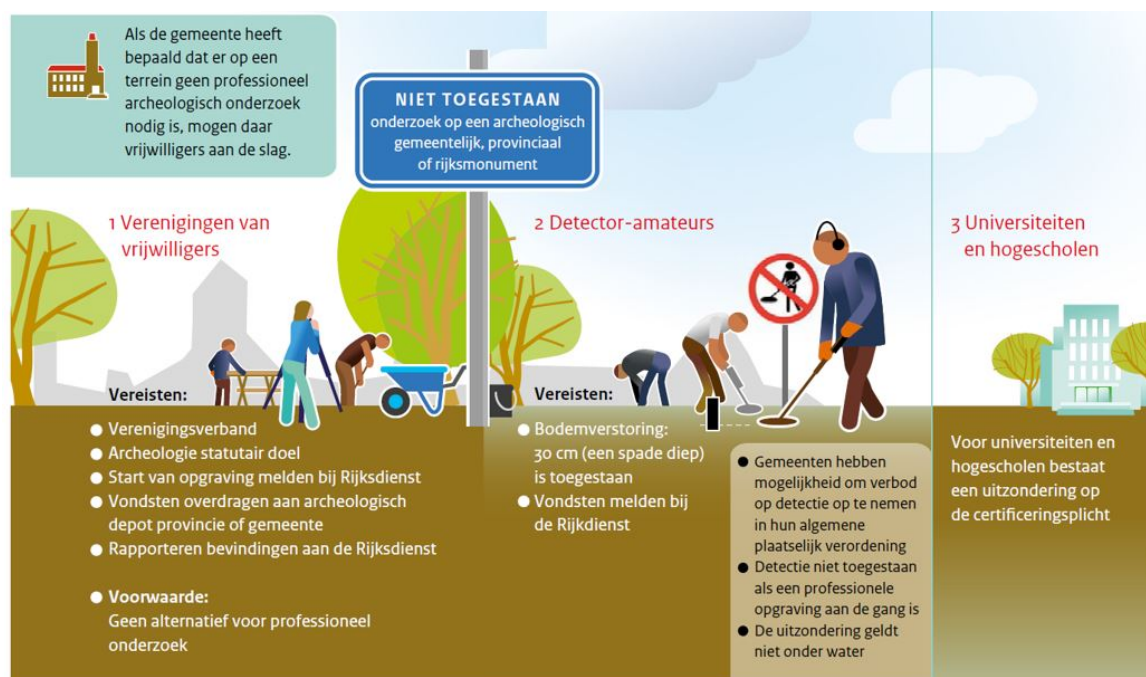 Als de gemeente heeft
bepaald dat er op een
terrein geen professioneel
archeologisch onderzoek
nodig is, mogen daar
vrijwilligers aan de slag.
NIET TOEGESTAAN
onderzoek op een archeologisch
gemeentelijk, provinciaal
of rijksmonument
1 Verenigingen van
vrijwilligers
Vereisten:
Verenigingsverband
Archeologie statutair doel
Start van opgraving melden bij Rijksdienst
Vondsten overdragen aan archeologisch
depot provincie of gemeente
Rapporteren bevindingen aan de Rijksdienst
Voorwaarde:
Geen alternatief voor professioneel
onderzoek
2 Detector-amateurs
Vereisten:
Bodemverstoring:
30 cm (een spade diep)
is toegestaan
Vondsten melden bij
de Rijkdienst
Gemeenten hebben
mogelijkheid om verbod
op detectie op te nemen
in hun algemene
plaatselijk verordening
Detectie niet toegestaan
als een professionele
opgraving aan de gang is
De uitzondering geldt
niet onder water
3 Universiteiten
en hogescholen
Voor universiteiten en
hogescholen bestaat
een uitzondering op
de certificeringsplicht